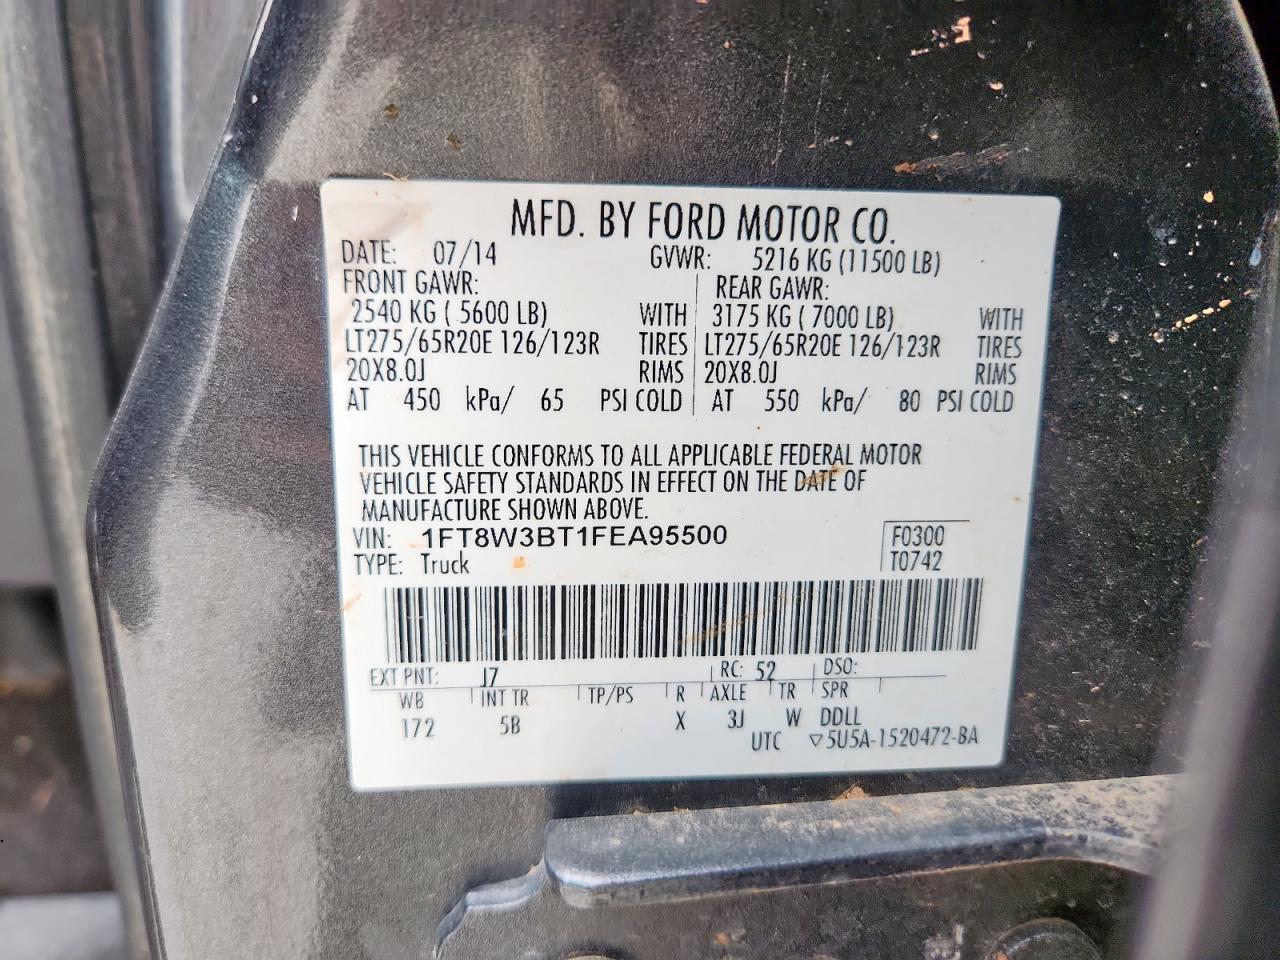 MFD. BY FORD MOTOR CO.
DATE: 07/14 GVWR: 5216 KG (11500 LB)
FRONT GAWR: REAR GAWR:
2540 KG ( 5600 LB) WITH 3175 KG ( 7000 LB) WITH
LT275/65R20E 126/123R TIRES LT275/65R20E 126/123R TIRES
20X8.0J RIMS 20X8.0J RIMS
AT 450 kPa/ 65 PSI COLD AT 550 kPa/ 80 PSI COLD
THIS VEHICLE CONFORMS TO ALL APPLICABLE FEDERAL MOTOR
VEHICLE SAFETY STANDARDS IN EFFECT ON THE DATE OF
MANUFACTURE SHOWN ABOVE.
VIN: 1FT8W3BT1FEA95500 F0300
TYPE: Truck T0742
EXT PNT: J7 RC: 52 DSO:
WB INT TR TP/PS R AXLE TR SPR
172 5B X 3J W DDLL
UTC ▽5U5A-1520472-BA